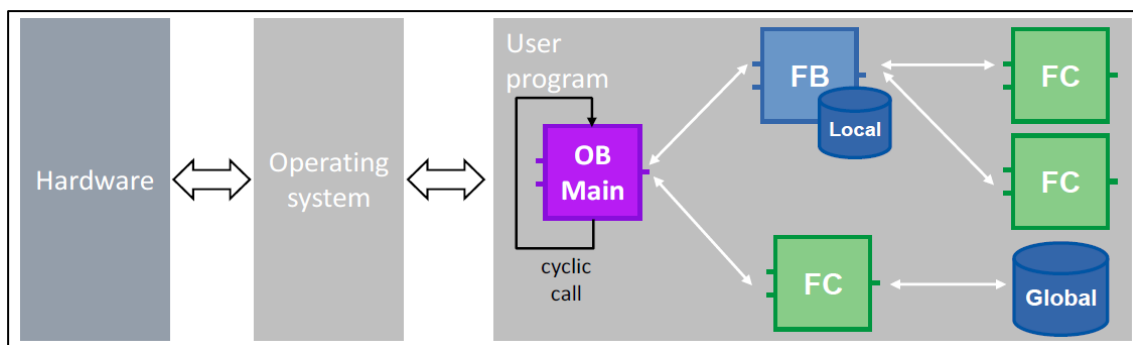 Hardware
Operating
system
User
program
OB
Main
cyclic
call
FB
Local
FC
FC
FC
Global